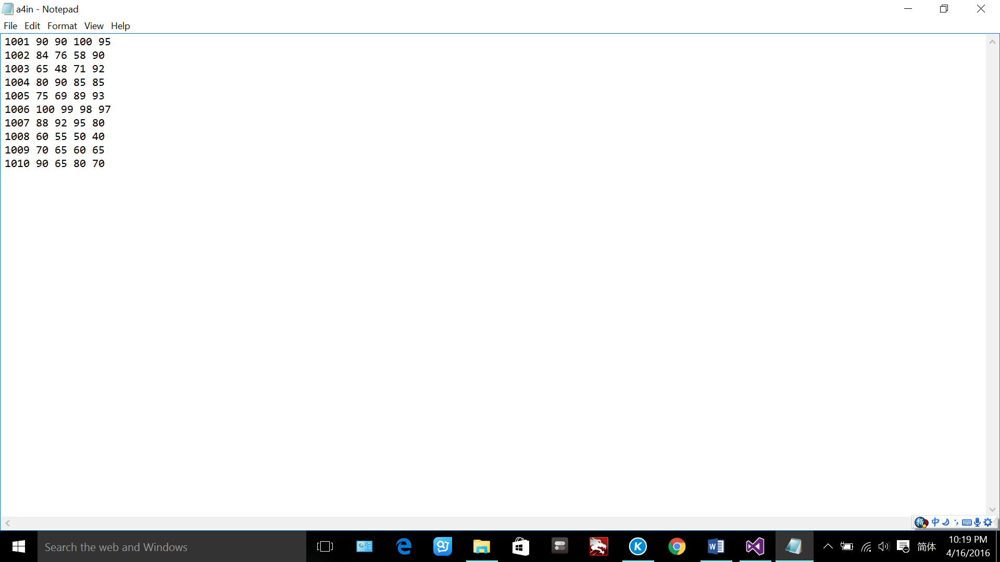 a4in - Notepad
File Edit Format View Help
1001 90 90 100 95
1002 84 76 58 90
1003 65 48 71 92
1004 80 90 85 85
1005 75 69 89 93
1006 100 99 98 97
1007 88 92 95 80
1008 60 55 50 40
1009 70 65 60 65
1010 90 65 80 70
拼 中
Search the web and Windows
简体
10:19 PM
4/16/2016